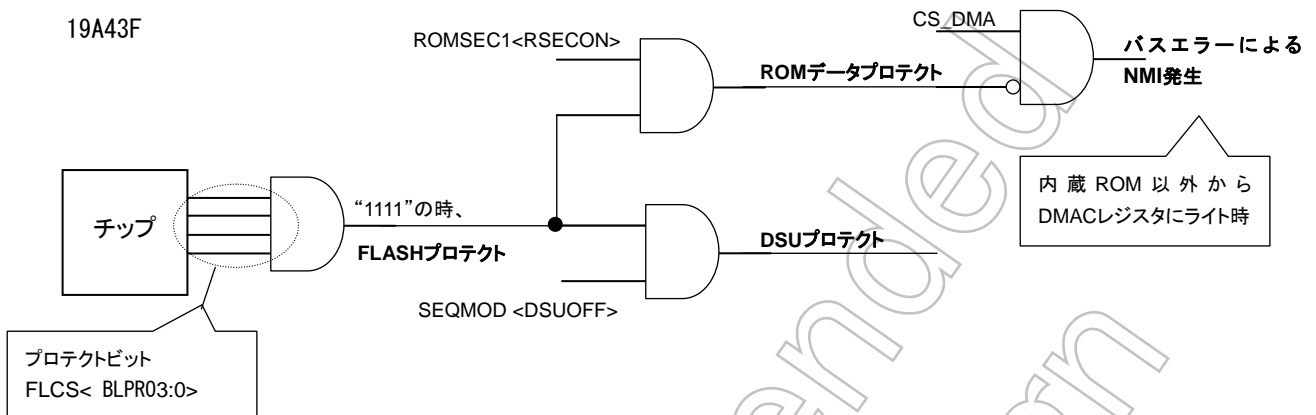 19A43F
CS_DMA
ROMSEC1<RSECON>
バスエラーによる
NMI発生
ROMデータプロテクト
内蔵ROM以外から
DMACレジスタにライト時
チップ
“1111”の時、
FLASHプロテクト
DSUプロテクト
SEQMOD <DSUOFF>
プロテクトビット
FLCS< BLPRO3:0>
ended